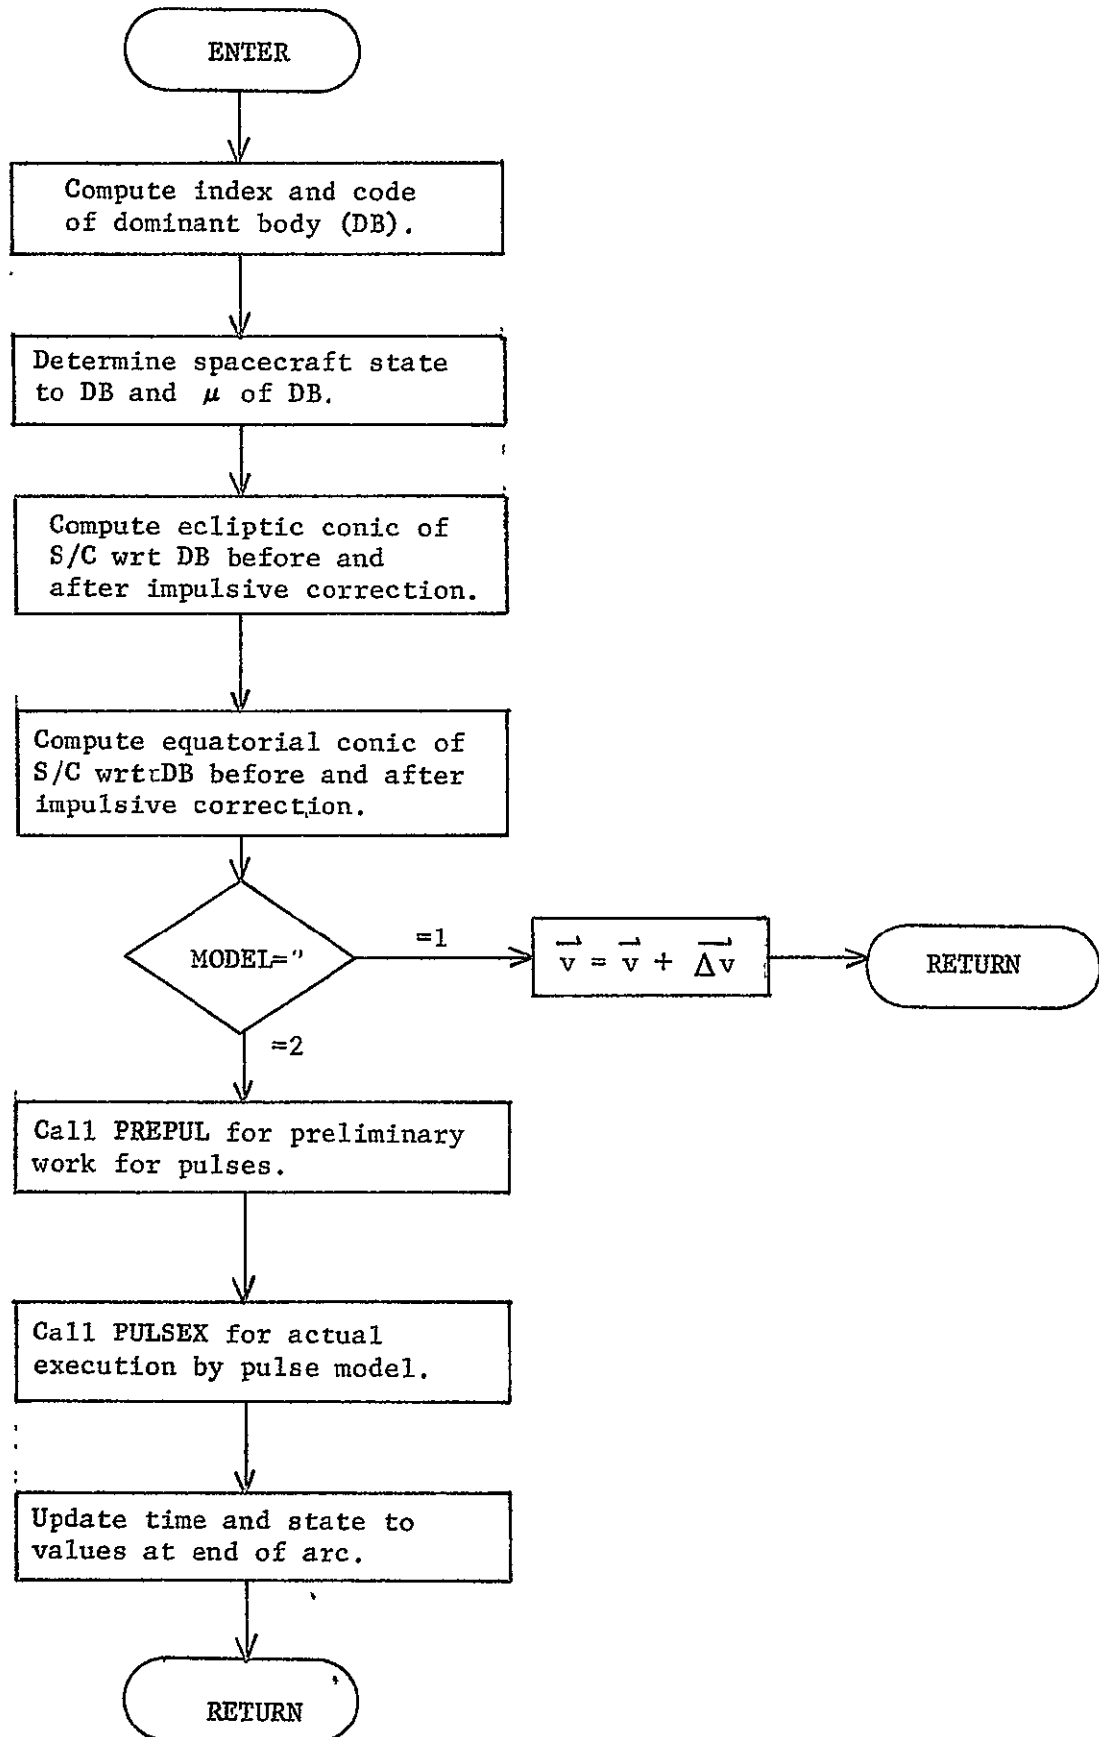 ENTER
Compute index and code
of dominant body (DB).
Determine spacecraft state
to DB and μ of DB.
Compute ecliptic conic of
S/C wrt DB before and
after impulsive correction.
Compute equatorial conic of
S/C wrttDB before and after
impulsive correction.
MODEL="
=1
v⃗ = v⃗ + Δv⃗
RETURN
=2
Call PREPUL for preliminary
work for pulses.
Call PULSEX for actual
execution by pulse model.
Update time and state to
values at end of arc.
RETURN